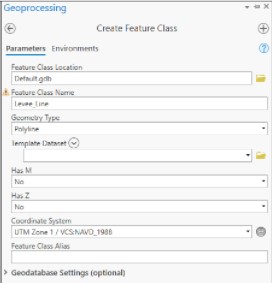 Geoprocessing
Create Feature Class
Parameters Environments
Feature Class Location
Default.gdb
Feature Class Name
Levee_Line
Geometry Type
Polyline
Template Dataset
Has M
No
Has Z
No
Coordinate System
UTM Zone 1 / VCS:NAVO_1988
Feature Class Alias
Geodatabase Settings (optional)